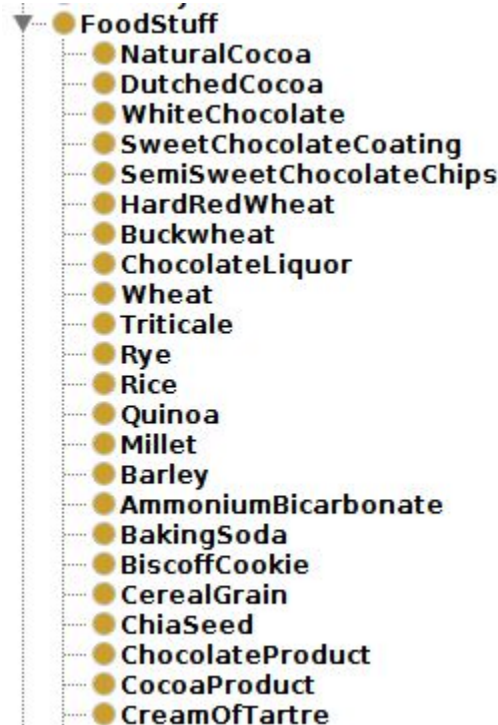 FoodStuff
NaturalCocoa
DutchedCocoa
WhiteChocolate
SweetChocolateCoating
SemiSweetChocolateChips
HardRedWheat
Buckwheat
ChocolateLiquor
Wheat
Triticale
Rye
Rice
Quinoa
Millet
Barley
AmmoniumBicarbonate
BakingSoda
BiscoffCookie
CerealGrain
ChiaSeed
ChocolateProduct
CocoaProduct
CreamOfTartre